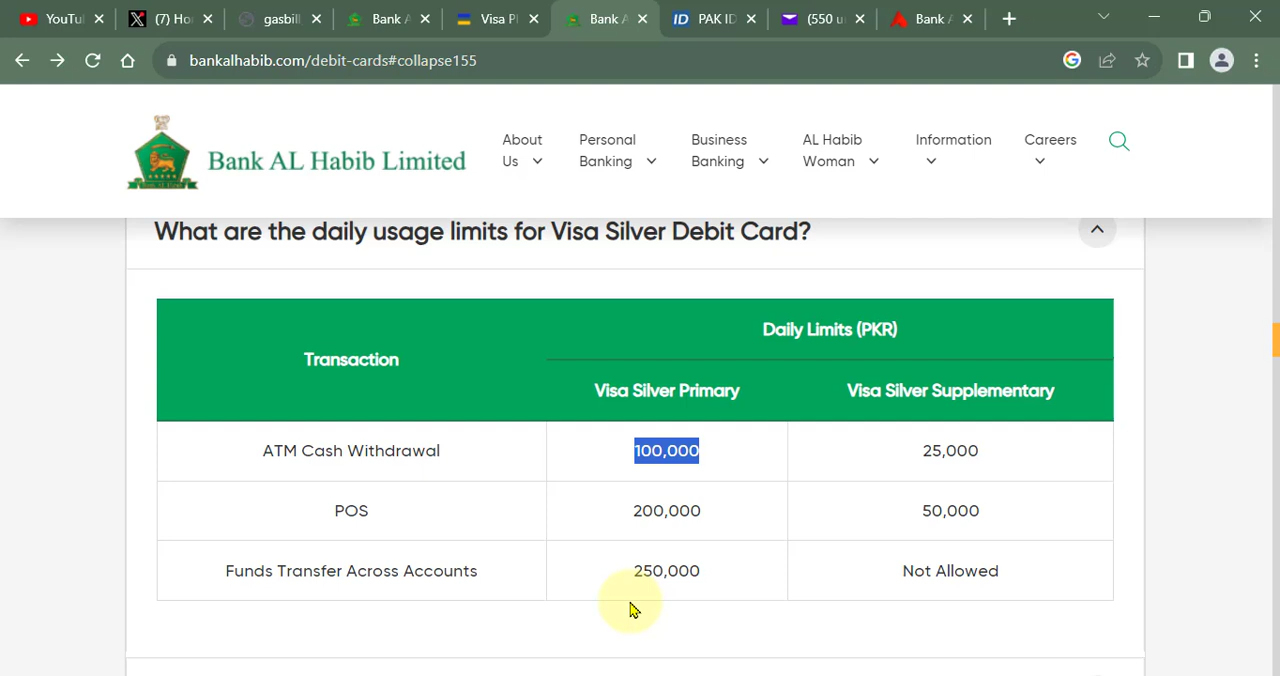 YouTu
(7) Ho
gasbill
Bank A
Visa Pl
Bank A
ID PAK ID
(550 u
Bank A
bankalhabib.com/debit-cards#collapse155
Bank AL Habib Limited
About Us
Personal Banking
Business Banking
AL Habib Woman
Information
Careers
What are the daily usage limits for Visa Silver Debit Card?
Transaction
Daily Limits (PKR)
Visa Silver Primary Visa Silver Supplementary
ATM Cash Withdrawal 100,000 25,000
POS 200,000 50,000
Funds Transfer Across Accounts 250,000 Not Allowed